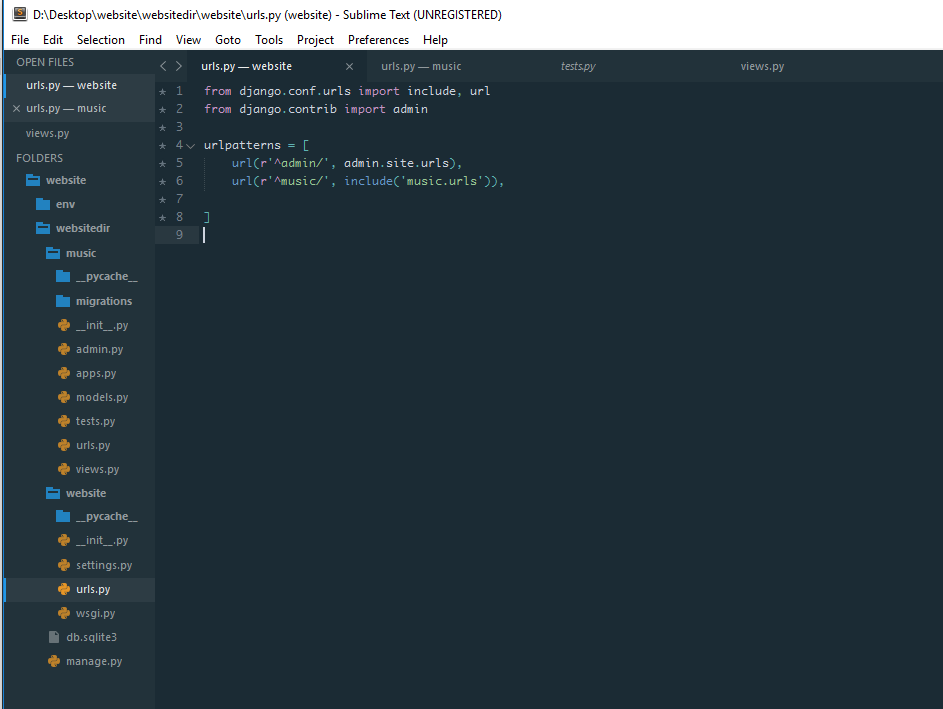 D:\Desktop\website\websitedir\website\urls.py (website) - Sublime Text (UNREGISTERED)
File Edit Selection Find View Goto Tools Project Preferences Help
OPEN FILES
urls.py — website
urls.py — music
views.py
FOLDERS
website
env
websitedir
music
__pycache__
migrations
__init__.py
admin.py
apps.py
models.py
tests.py
urls.py
views.py
website
__pycache__
__init__.py
settings.py
urls.py
wsgi.py
db.sqlite3
manage.py
urls.py — website urls.py — music tests.py views.py
* 1 from django.conf.urls import include, url
* 2 from django.contrib import admin
* 3
* 4 urlpatterns = [
* 5     url(r'^admin/', admin.site.urls),
* 6     url(r'^music/', include('music.urls')),
* 7
* 8 ]
9